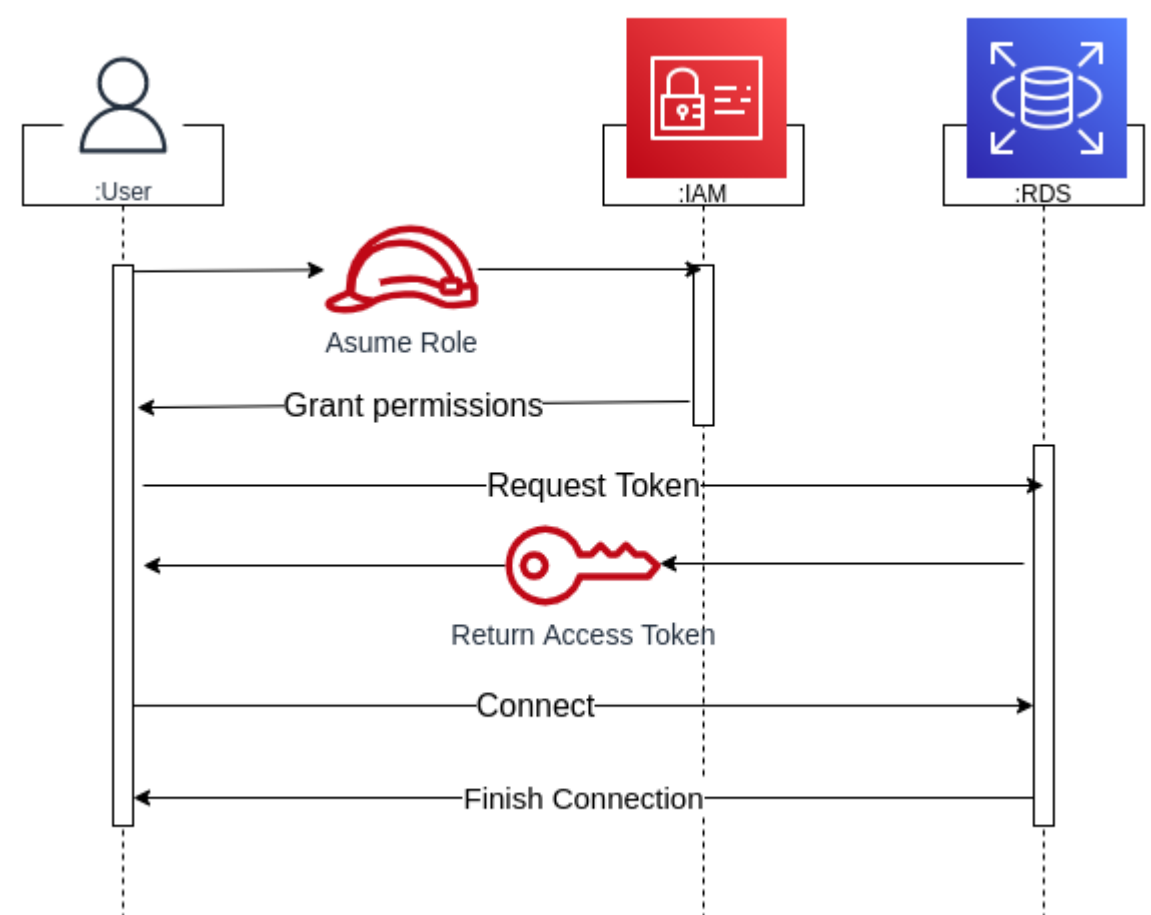 :User
:IAM
:RDS
Asume Role
Grant permissions
Request Token
Return Access Token
Connect
Finish Connection